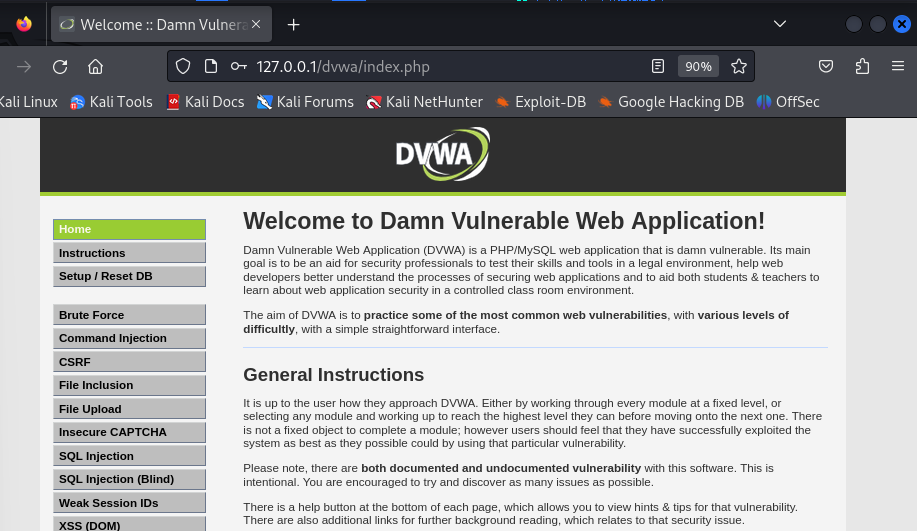 Welcome :: Damn Vulnera
127.0.0.1/dvwa/index.php
90%
Kali Linux Kali Tools Kali Docs Kali Forums Kali NetHunter Exploit-DB Google Hacking DB OffSec
DVWA
Home
Instructions
Setup / Reset DB
Brute Force
Command Injection
CSRF
File Inclusion
File Upload
Insecure CAPTCHA
SQL Injection
SQL Injection (Blind)
Weak Session IDs
XSS (DOM)
Welcome to Damn Vulnerable Web Application!
Damn Vulnerable Web Application (DVWA) is a PHP/MySQL web application that is damn vulnerable. Its main
goal is to be an aid for security professionals to test their skills and tools in a legal environment, help web
developers better understand the processes of securing web applications and to aid both students & teachers to
learn about web application security in a controlled class room environment.
The aim of DVWA is to practice some of the most common web vulnerabilities, with various levels of
difficultly, with a simple straightforward interface.
General Instructions
It is up to the user how they approach DVWA. Either by working through every module at a fixed level, or
selecting any module and working up to reach the highest level they can before moving onto the next one. There
is not a fixed object to complete a module; however users should feel that they have successfully exploited the
system as best as they possible could by using that particular vulnerability.
Please note, there are both documented and undocumented vulnerability with this software. This is
intentional. You are encouraged to try and discover as many issues as possible.
There is a help button at the bottom of each page, which allows you to view hints & tips for that vulnerability.
There are also additional links for further background reading, which relates to that security issue.